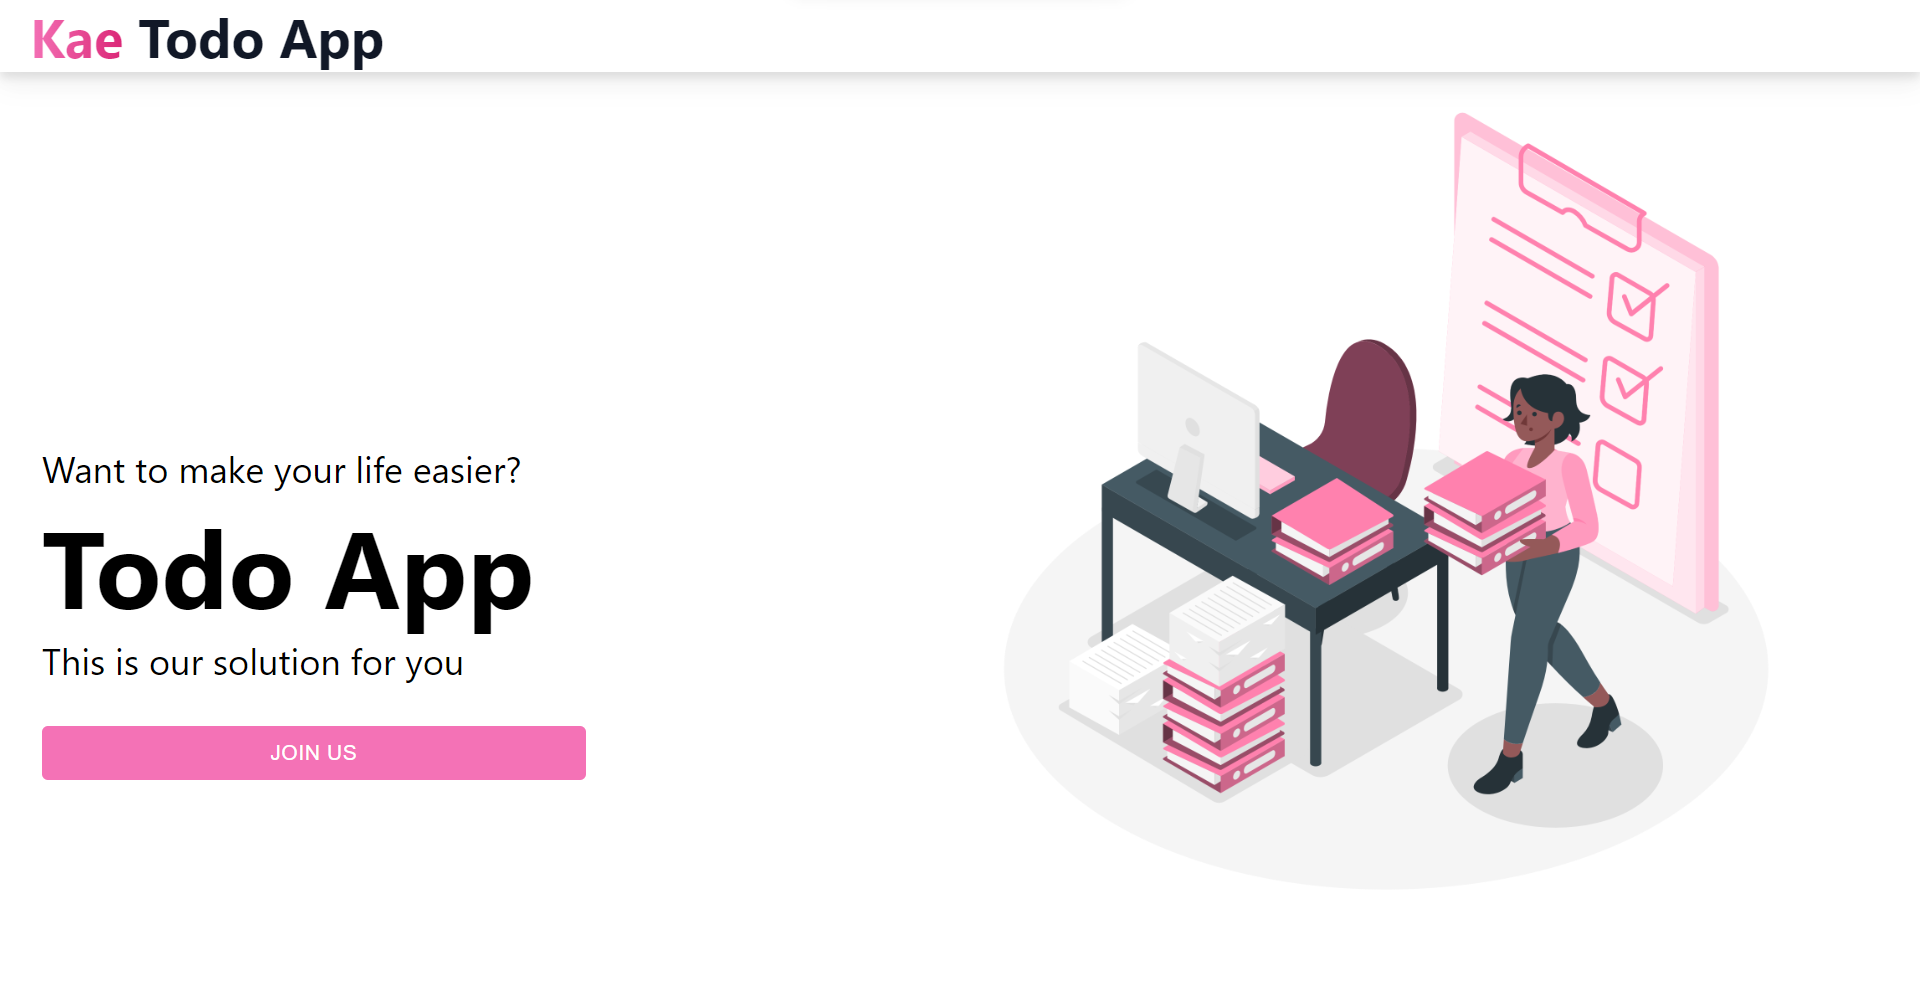 Kae Todo App
Want to make your life easier?
Todo App
This is our solution for you
JOIN US